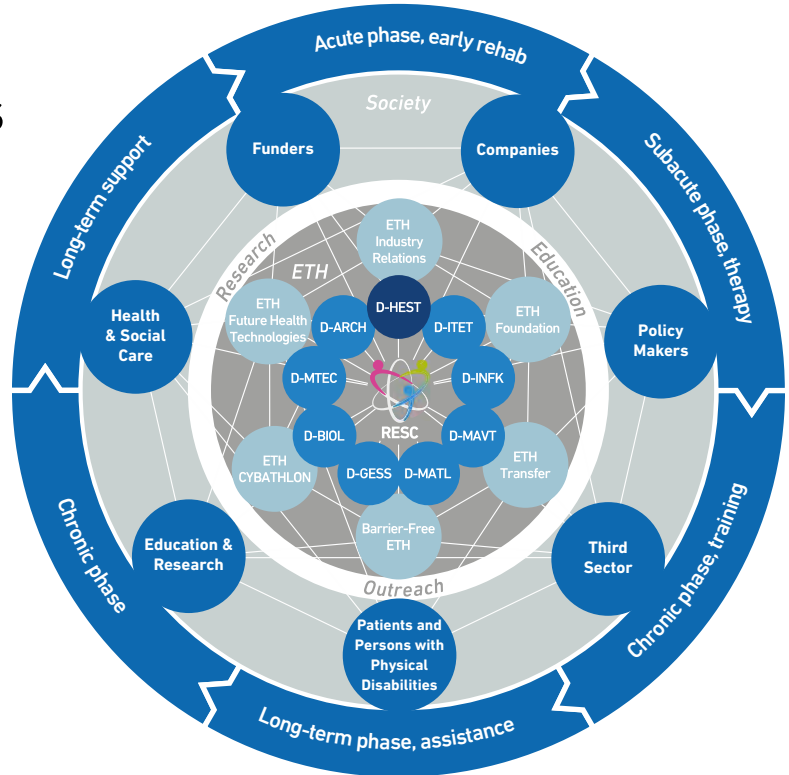 Acute phase, early rehab
Subacute phase, therapy
Chronic phase, training
Long-term phase, assistance
Chronic phase
Long-term support
Society
Funders
Companies
Health
& Social
Care
Policy
Makers
Education &
Research
Third
Sector
Patients and
Persons with
Physical
Disabilities
Research
Education
Outreach
ETH
ETH
Industry
Relations
ETH
Future Health
Technologies
ETH
Foundation
ETH
CYBATHLON
ETH
Transfer
Barrier-Free
ETH
D-HEST
D-ARCH
D-ITET
D-MTEC
D-INFK
D-BIOL
D-MAVT
D-GESS
D-MATL
RESC